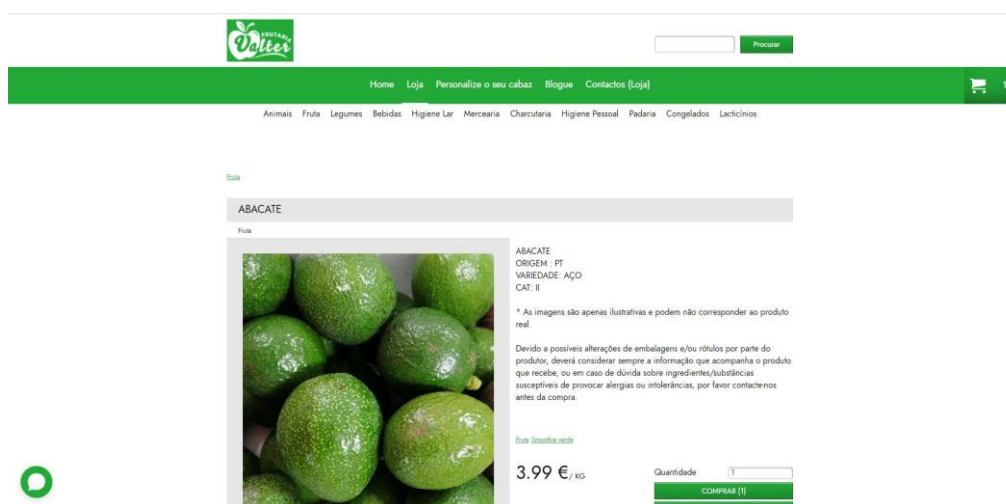 FRUTARIA
Valter
Procurar
Home Loja Personalize o seu cabaz Blogue Contactos (Loja)
Animais Fruta Legumes Bebidas Higiene Lar Mercearia Charcutaria Higiene Pessoal Padaria Congelados Lacticínios
Fruta
ABACATE
Fruta
ABACATE
ORIGEM : PT
VARIEDADE: AÇO
CAT: II
* As imagens são apenas ilustrativas e podem não corresponder ao produto
real.
Devido a possíveis alterações de embalagens e/ou rótulos por parte do
produtor, deverá considerar sempre a informação que acompanha o produto
que recebe, ou em caso de dúvida sobre ingredientes/substâncias
susceptíveis de provocar alergias ou intolerâncias, por favor contacte-nos
antes da compra.
Fruta Smoothie verde
3.99 €/ KG
Quantidade 1
COMPRAR (1)